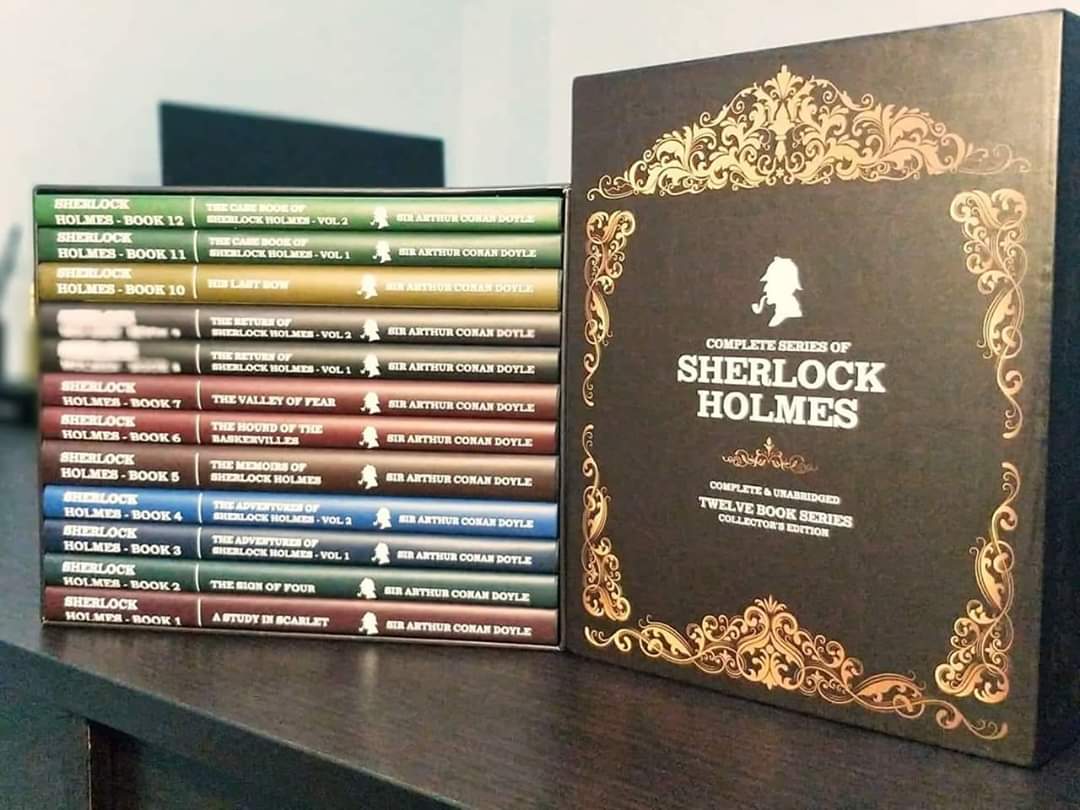 SHERLOCK
HOLMES - BOOK 12
THE CASE BOOK OF
SHERLOCK HOLMES - VOL 2
SIR ARTHUR CONAN DOYLE
SHERLOCK
HOLMES - BOOK 11
THE CASE BOOK OF
SHERLOCK HOLMES - VOL 1
SIR ARTHUR CONAN DOYLE
SHERLOCK
HOLMES - BOOK 10
HIS LAST BOW
SIR ARTHUR CONAN DOYLE
THE RETURN OF
SHERLOCK HOLMES - VOL 2
SIR ARTHUR CONAN DOYLE
THE RETURN OF
SHERLOCK HOLMES - VOL 1
SIR ARTHUR CONAN DOYLE
SHERLOCK
HOLMES - BOOK 7
THE VALLEY OF FEAR
SIR ARTHUR CONAN DOYLE
SHERLOCK
HOLMES - BOOK 6
THE HOUND OF THE
BASKERVILLES
SIR ARTHUR CONAN DOYLE
SHERLOCK
HOLMES - BOOK 5
THE MEMOIRS OF
SHERLOCK HOLMES
SIR ARTHUR CONAN DOYLE
SHERLOCK
HOLMES - BOOK 4
THE ADVENTURES OF
SHERLOCK HOLMES - VOL 2
SIR ARTHUR CONAN DOYLE
SHERLOCK
HOLMES - BOOK 3
THE ADVENTURES OF
SHERLOCK HOLMES - VOL 1
SIR ARTHUR CONAN DOYLE
SHERLOCK
HOLMES - BOOK 2
THE SIGN OF FOUR
SIR ARTHUR CONAN DOYLE
SHERLOCK
HOLMES - BOOK 1
A STUDY IN SCARLET
SIR ARTHUR CONAN DOYLE
COMPLETE SERIES OF
SHERLOCK
HOLMES
COMPLETE & UNABRIDGED
TWELVE BOOK SERIES
COLLECTOR'S EDITION